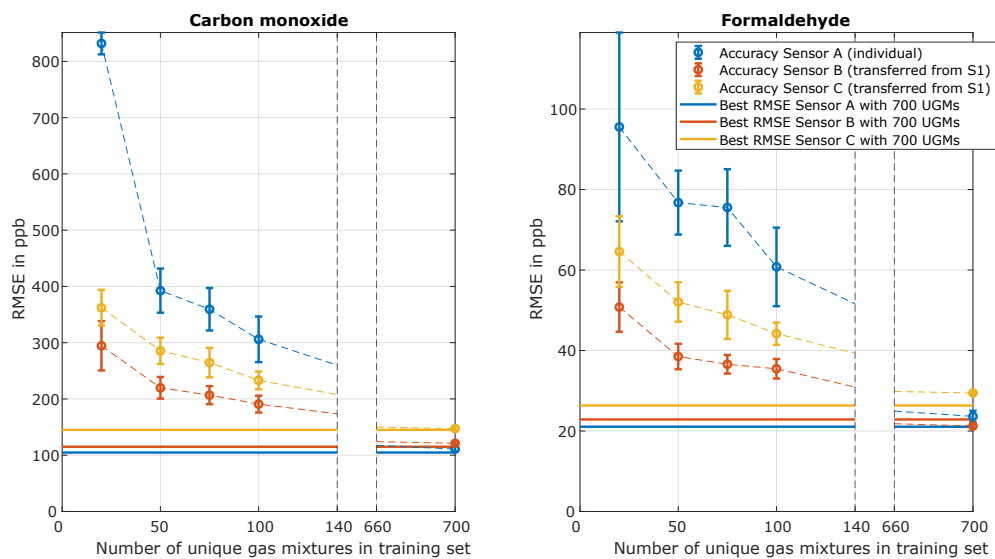 Carbon monoxide
RMSE in ppb
800
700
600
500
400
300
200
100
0
0
50
100
140
660
700
Number of unique gas mixtures in training set
Formaldehyde
Accuracy Sensor A (individual)
Accuracy Sensor B (transferred from S1)
Accuracy Sensor C (transferred from S1)
Best RMSE Sensor A with 700 UGMs
Best RMSE Sensor B with 700 UGMs
Best RMSE Sensor C with 700 UGMs
RMSE in ppb
100
80
60
40
20
0
0
50
100
140
660
700
Number of unique gas mixtures in training set